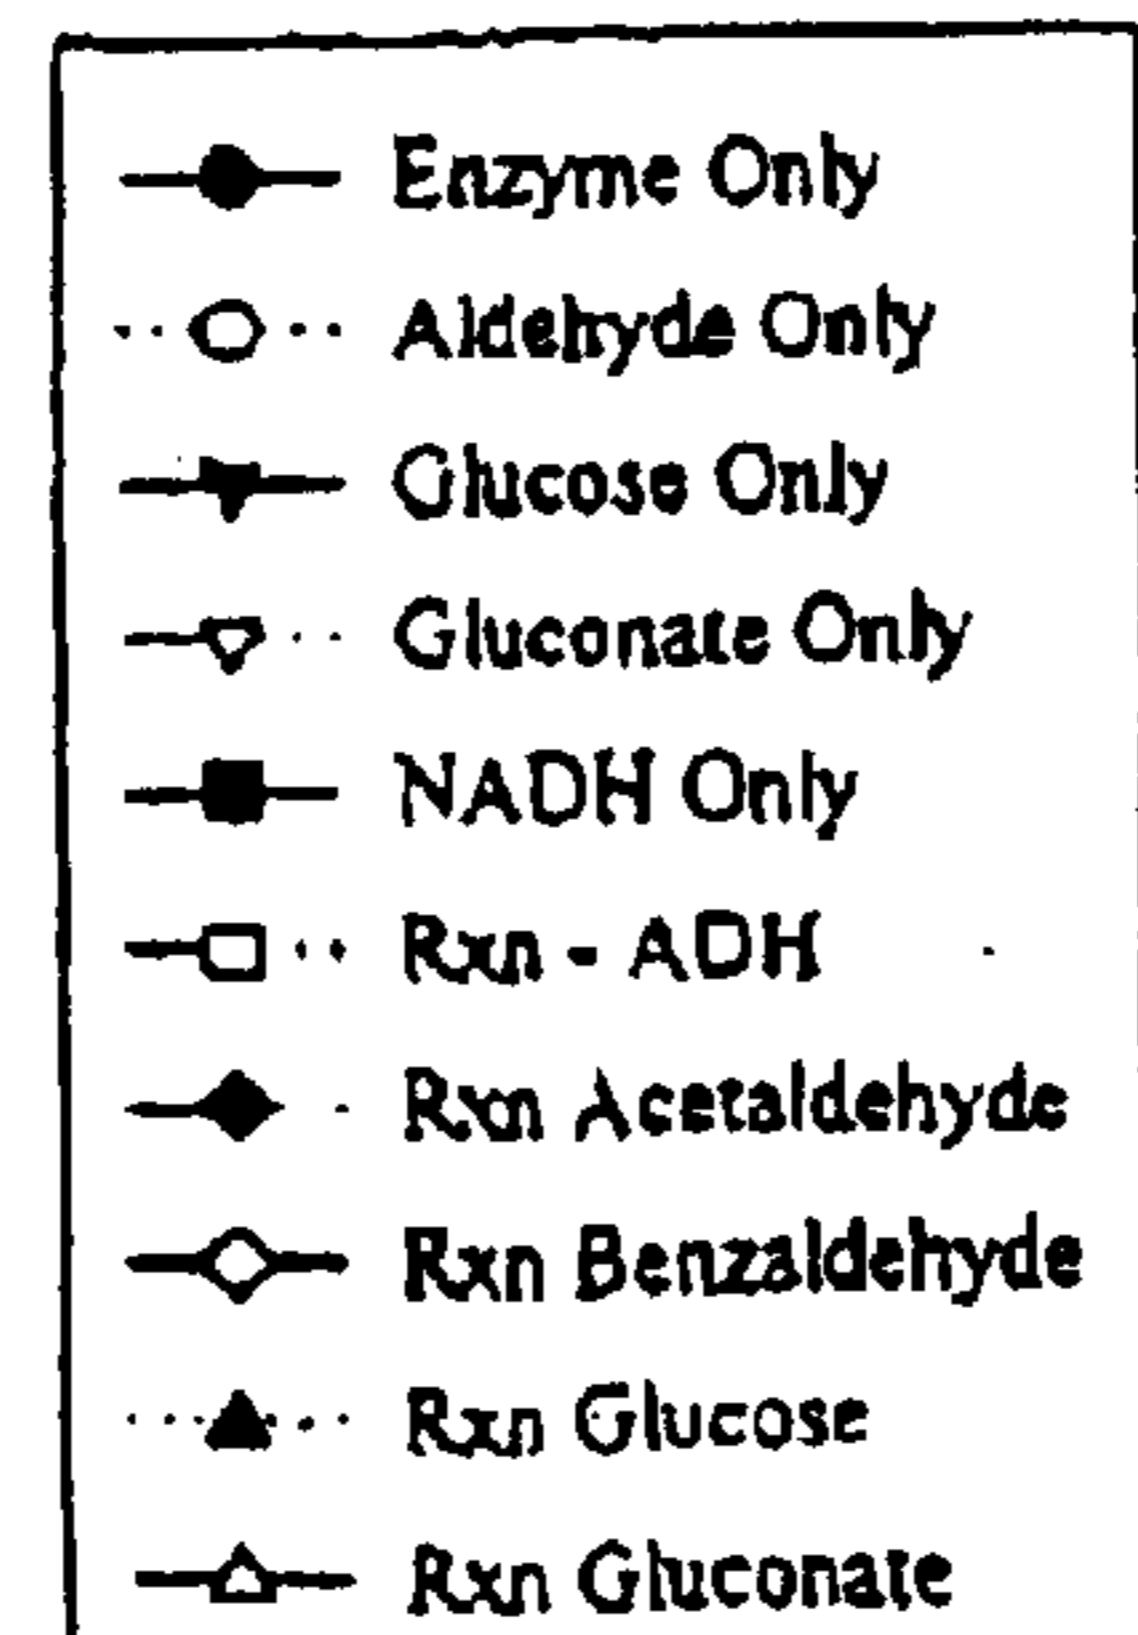 Enzyme Only
Aldehyde Only
Glucose Only
Gluconate Only
NADH Only
Rxn - ADH
Rxn Acetaldehyde
Rxn Benzaldehyde
Rxn Glucose
Rxn Gluconate